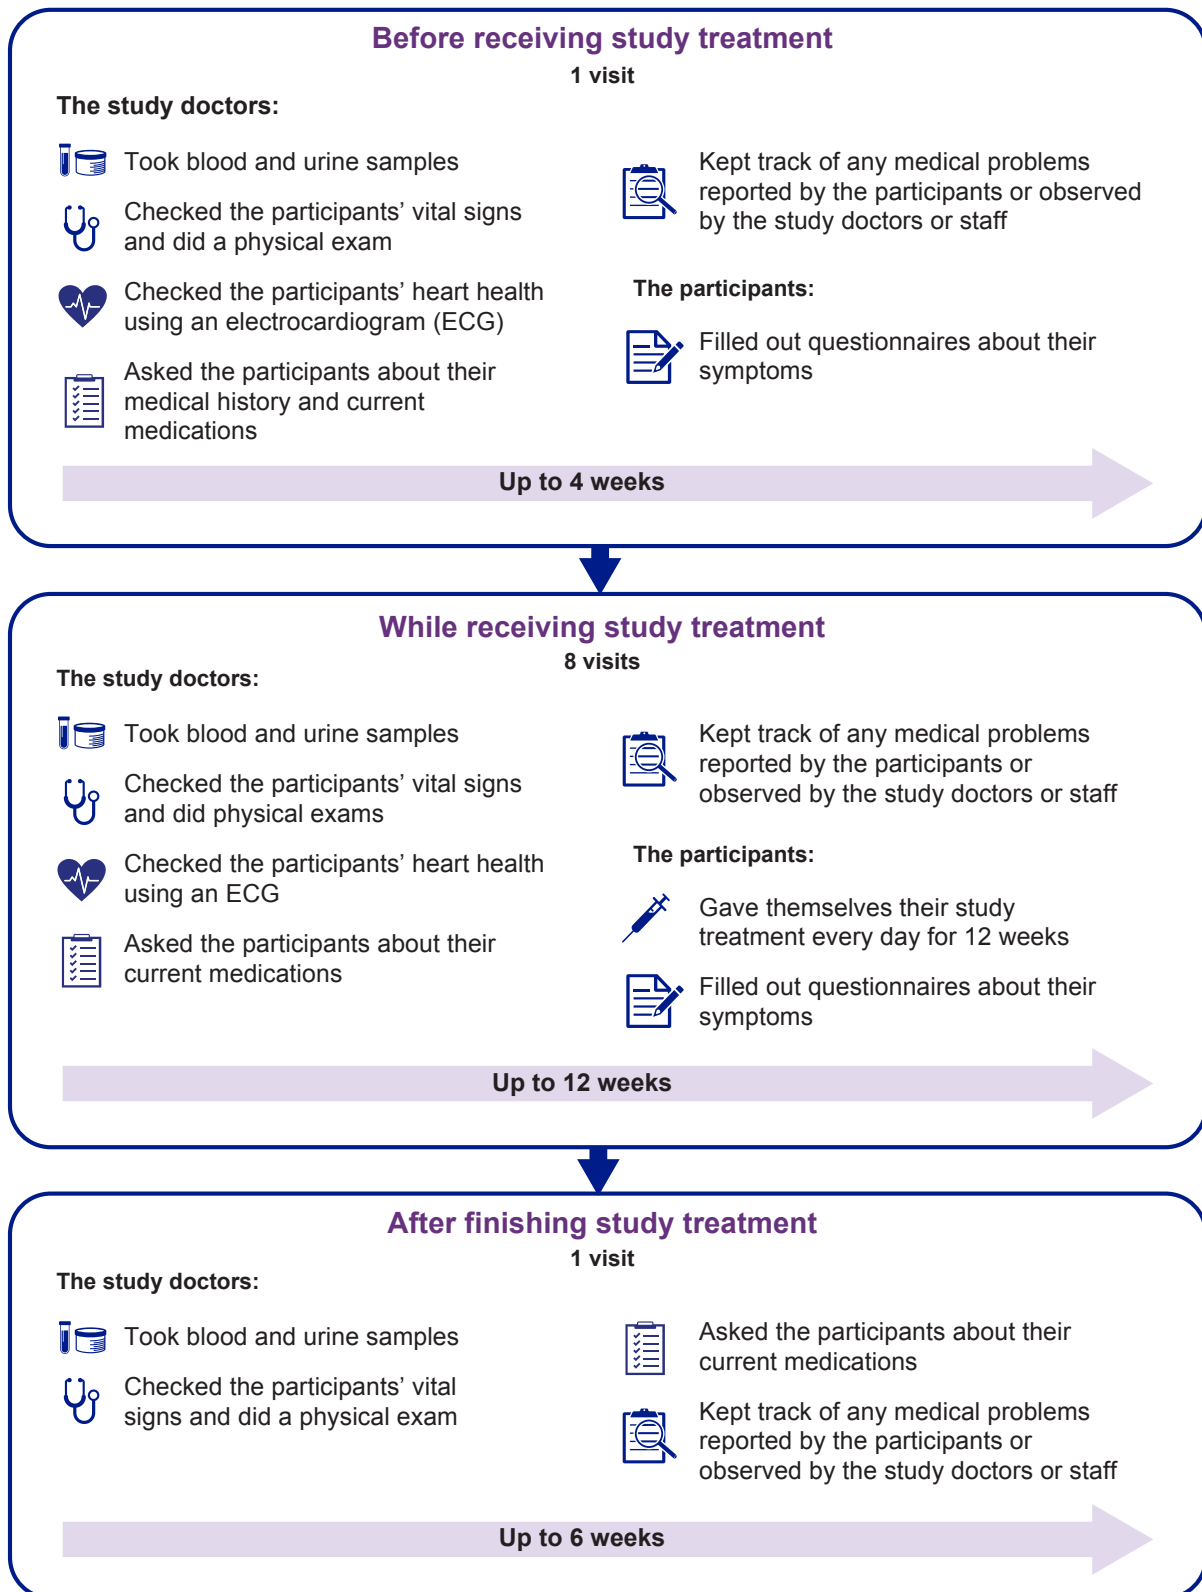 Before receiving study treatment
1 visit
The study doctors:
Took blood and urine samples
Checked the participants’ vital signs
and did a physical exam
Checked the participants’ heart health
using an electrocardiogram (ECG)
Asked the participants about their
medical history and current
medications
Kept track of any medical problems
reported by the participants or observed
by the study doctors or staff
The participants:
Filled out questionnaires about their
symptoms
Up to 4 weeks
While receiving study treatment
8 visits
The study doctors:
Took blood and urine samples
Checked the participants’ vital signs
and did physical exams
Checked the participants’ heart health
using an ECG
Asked the participants about their
current medications
Kept track of any medical problems
reported by the participants or
observed by the study doctors or staff
The participants:
Gave themselves their study
treatment every day for 12 weeks
Filled out questionnaires about their
symptoms
Up to 12 weeks
After finishing study treatment
1 visit
The study doctors:
Took blood and urine samples
Checked the participants’ vital
signs and did a physical exam
Asked the participants about their
current medications
Kept track of any medical problems
reported by the participants or
observed by the study doctors or staff
Up to 6 weeks